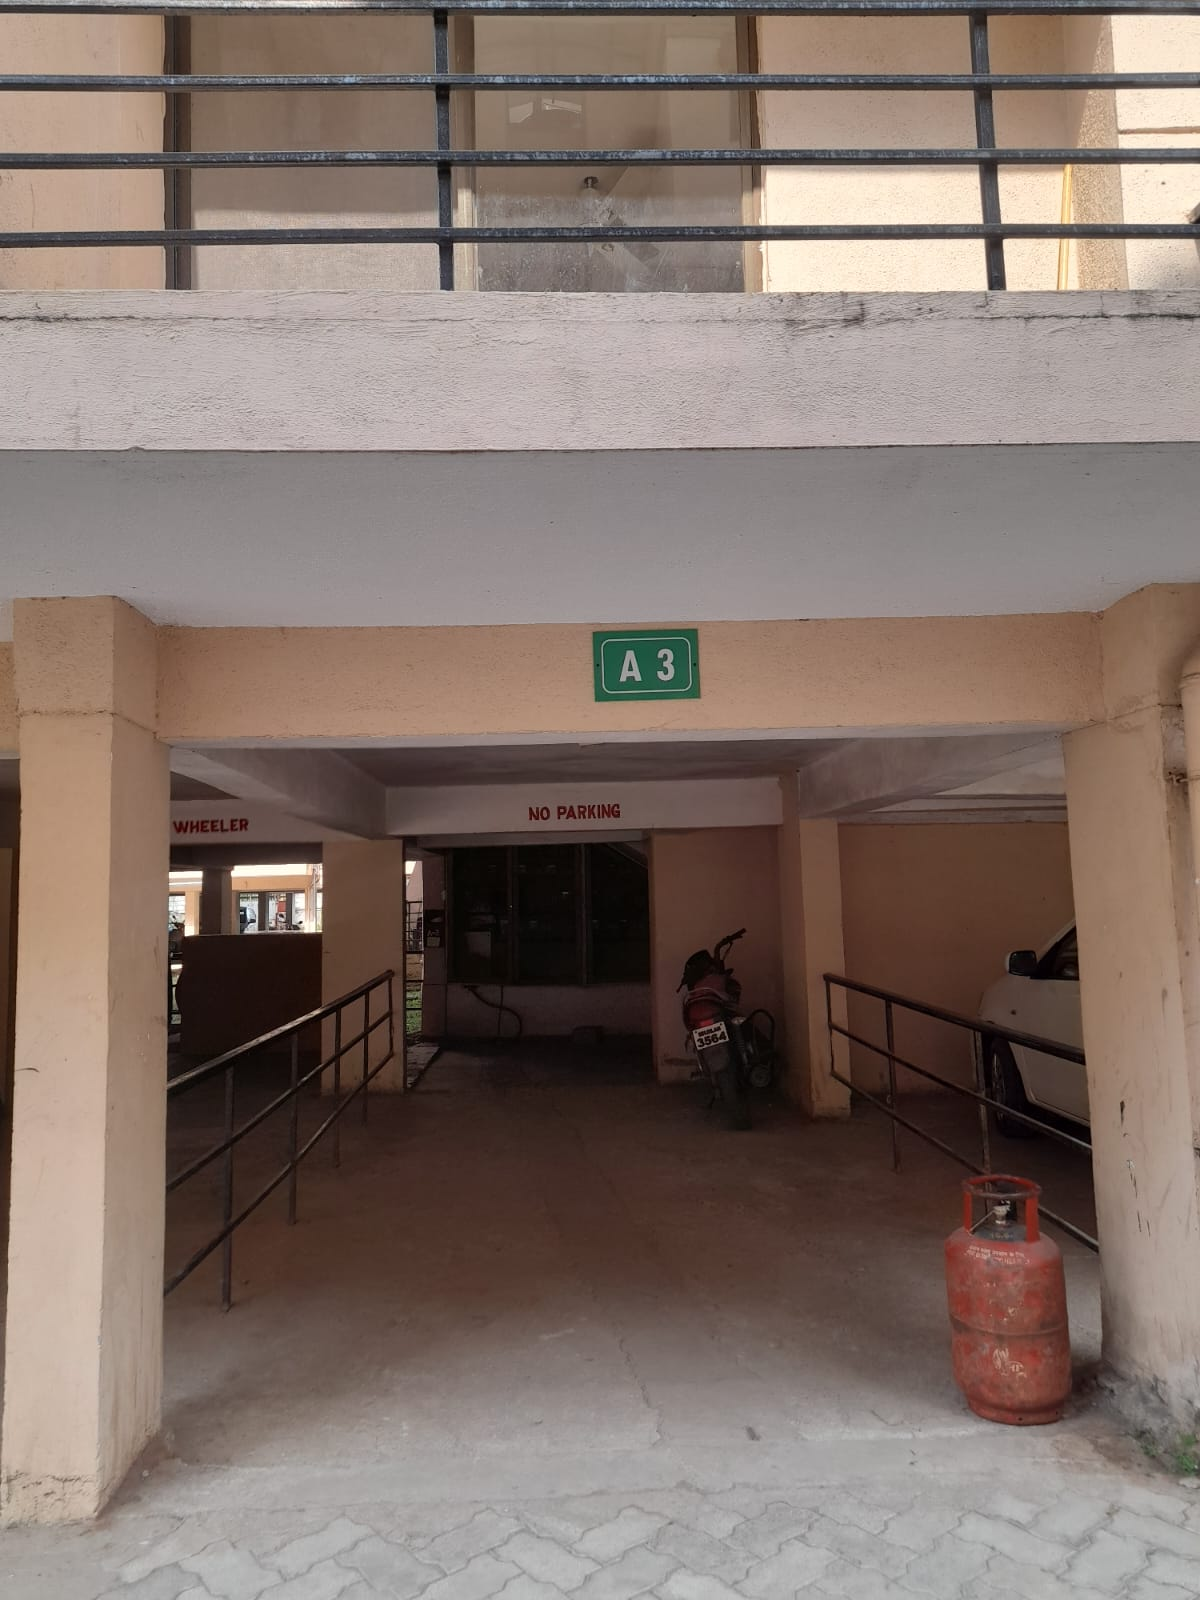 A 3
NO PARKING
WHEELER
3564